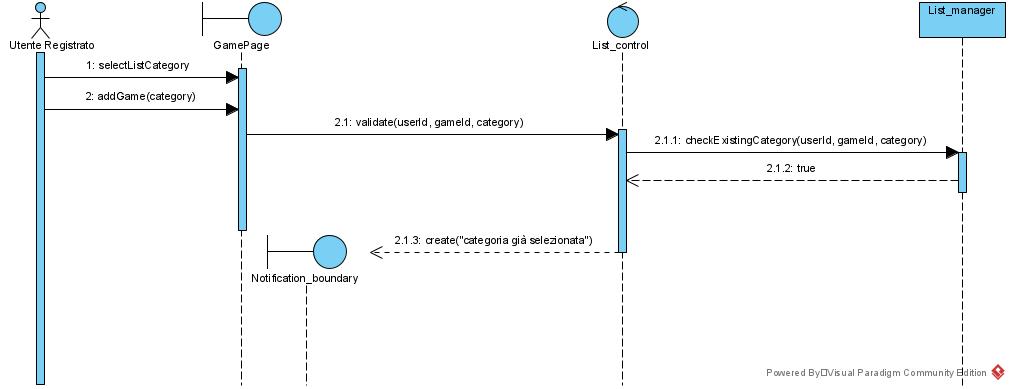 List_manager
Utente Registrato
GamePage
List_control
1: selectListCategory
2: addGame(category)
2.1: validate(userId, gameId, category)
2.1.1: checkExistingCategory(userId, gameId, category)
2.1.2: true
2.1.3: create("categoria già selezionata")
Notification_boundary
Powered By Visual Paradigm Community Edition